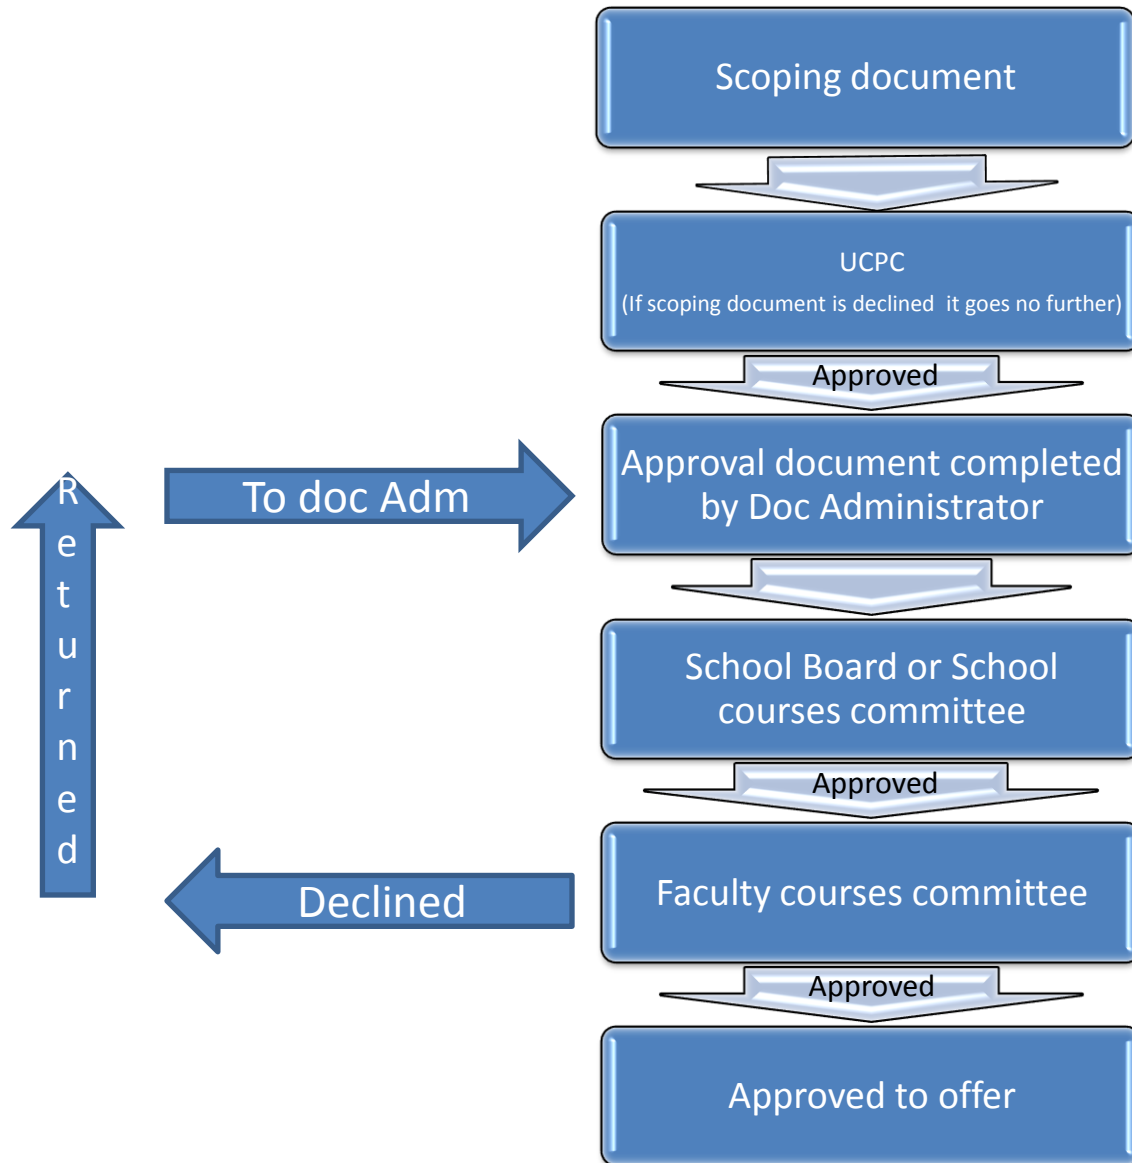 Scoping document
UCPC
(If scoping document is declined  it goes no further)
Approved
Approval document completed
by Doc Administrator
To doc Adm
Returned
School Board or School
courses committee
Approved
Faculty courses committee
Declined
Approved
Approved to offer